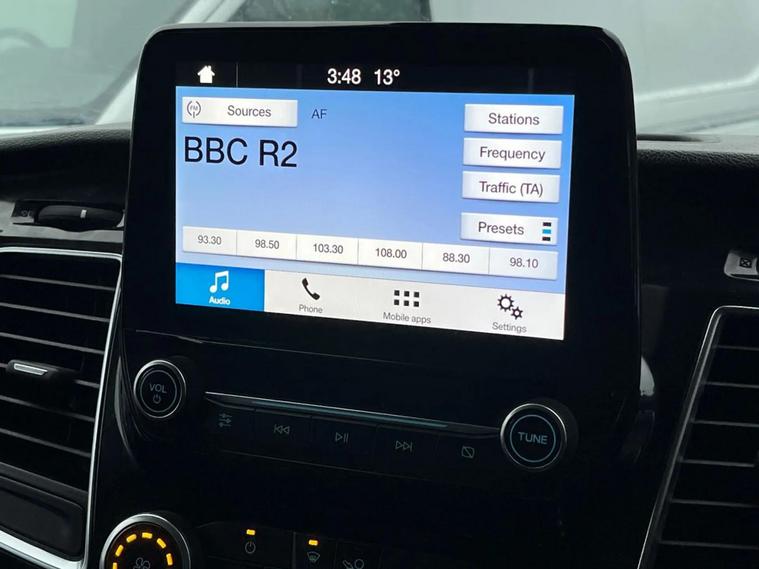 3:48 13°
FM Sources AF
Stations
BBC R2
Frequency
Traffic (TA)
Presets
93.30 98.50 103.30 108.00 88.30 98.10
Audio Phone Mobile apps Settings
VOL
TUNE